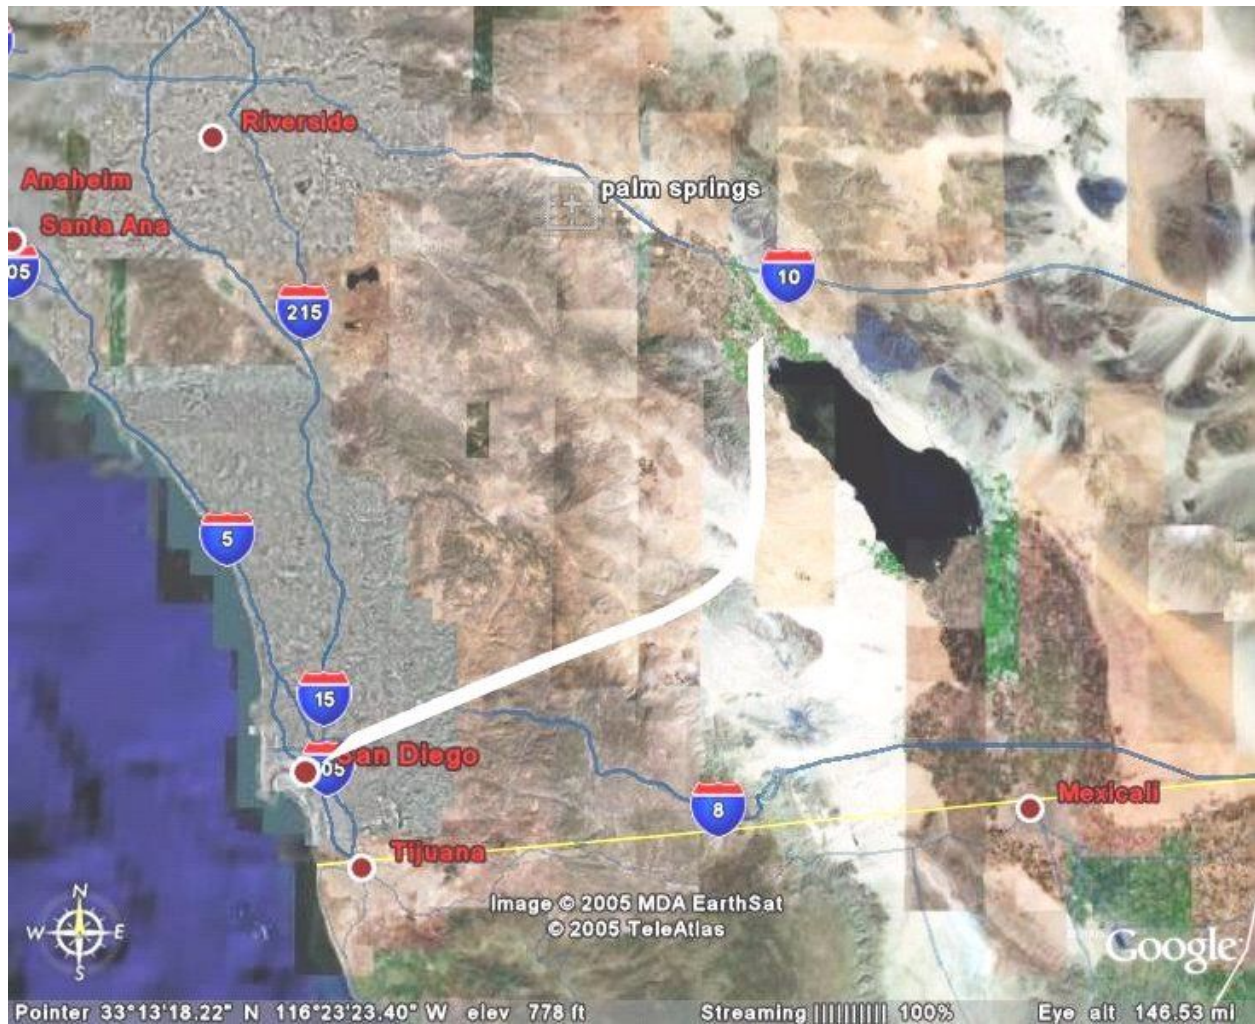 Riverside
Anaheim
palm springs
Santa Ana
05
10
215
5
15
San Diego
05
Mexicali
8
Tijuana
Image © 2005 MDA EarthSat
© 2005 TeleAtlas
N
W E
S
Google
Pointer 33°13'18.22" N 116°23'23.40" W elev 778 ft Streaming |||||||||| 100% Eye alt 146.53 mi